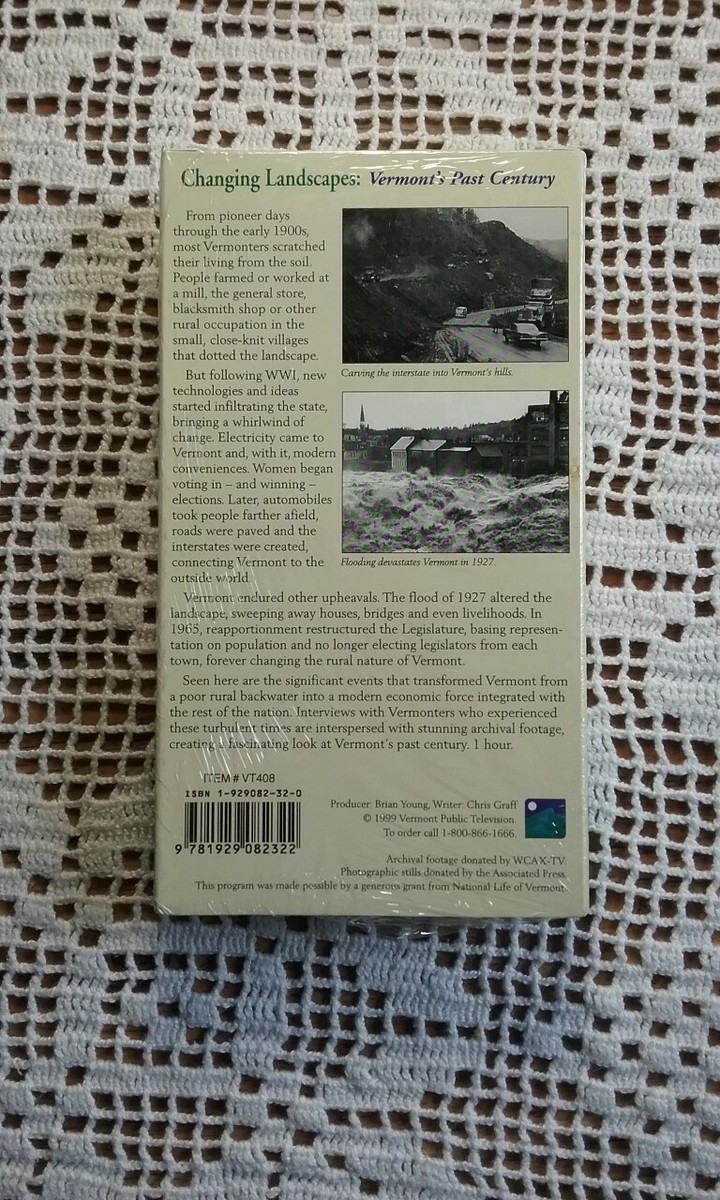 Changing Landscapes: Vermont's Past Century
From pioneer days
through the early 1900s,
most Vermonters scratched
their living from the soil.
People farmed or worked at
a mill, the general store,
blacksmith shop or other
rural occupation in the
small, close-knit villages
that dotted the landscape.
But following WWI, new
technologies and ideas
started infiltrating the state,
bringing a whirlwind of
change. Electricity came to
Vermont and, with it, modern
conveniences. Women began
voting in – and winning –
elections. Later, automobiles
took people farther afield,
roads were paved and the
interstates were created,
connecting Vermont to the
outside world.
Carving the interstate into Vermont's hills.
Flooding devastates Vermont in 1927.
Vermont endured other upheavals. The flood of 1927 altered the
landscape, sweeping away houses, bridges and even livelihoods. In
1965, reapportionment restructured the Legislature, basing represen-
tation on population and no longer electing legislators from each
town, forever changing the rural nature of Vermont.
Seen here are the significant events that transformed Vermont from
a poor rural backwater into a modern economic force integrated with
the rest of the nation. Interviews with Vermonters who experienced
these turbulent times are interspersed with stunning archival footage,
creating a fascinating look at Vermont's past century. 1 hour.
ITEM # VT408
ISBN 1-929082-32-0
9 781929 082322
Producer: Brian Young, Writer: Chris Graff
© 1999 Vermont Public Television.
To order call 1-800-866-1666.
Archival footage donated by WCAX-TV.
Photographic stills donated by the Associated Press.
This program was made possible by a generous grant from National Life of Vermont.